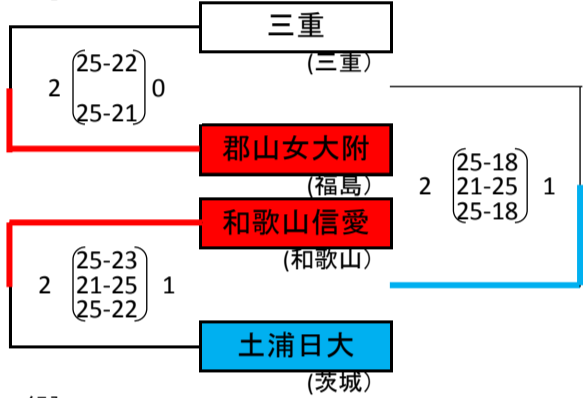 三重
(三重)
2 25-22 0
25-21
郡山女大附
(福島)
和歌山信愛
(和歌山)
2 25-23 1
21-25
25-22
土浦日大
(茨城)
2 25-18 1
21-25
25-18